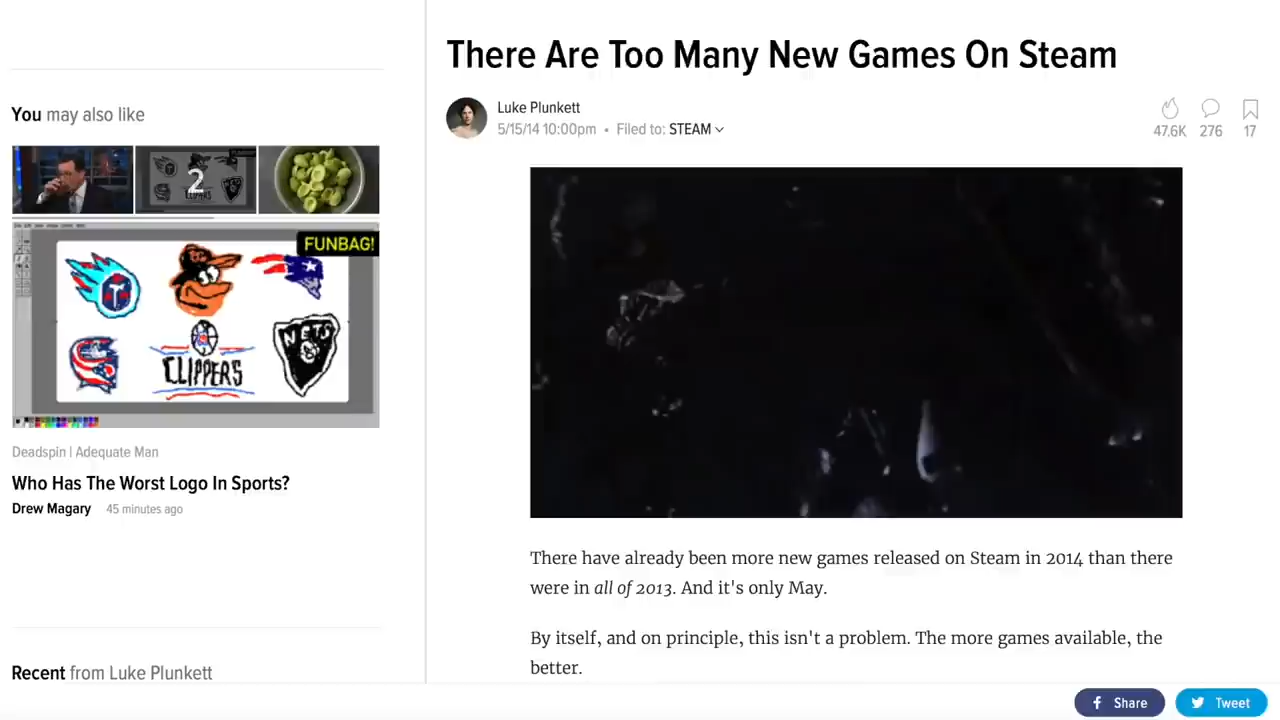 There Are Too Many New Games On Steam
Luke Plunkett
5/15/14 10:00pm • Filed to: STEAM
47.6K 276 17
You may also like
2
FUNBAG!
T
NETS
CLIPPERS
Deadspin | Adequate Man
Who Has The Worst Logo In Sports?
Drew Magary 45 minutes ago
There have already been more new games released on Steam in 2014 than there
were in all of 2013. And it's only May.
By itself, and on principle, this isn't a problem. The more games available, the
better.
Recent from Luke Plunkett
Share Tweet